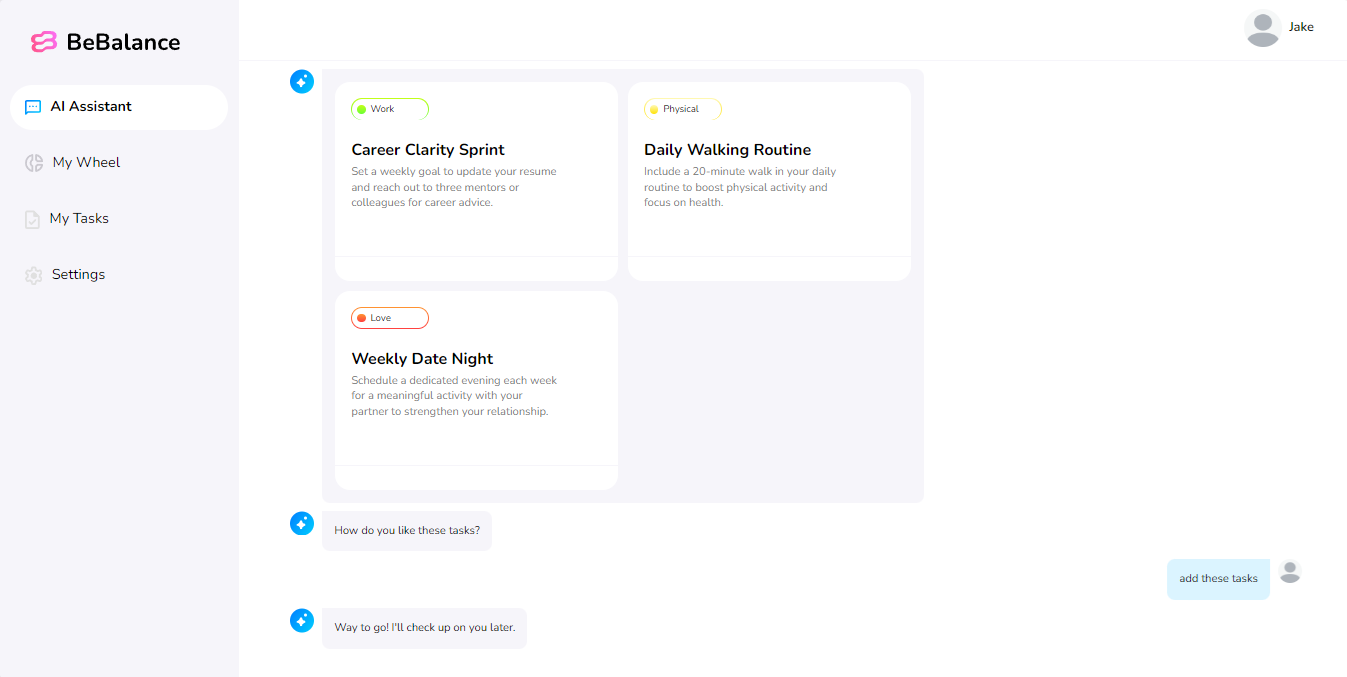 BeBalance
Jake
AI Assistant
My Wheel
My Tasks
Settings
Work
Career Clarity Sprint
Set a weekly goal to update your resume
and reach out to three mentors or
colleagues for career advice.
Physical
Daily Walking Routine
Include a 20-minute walk in your daily
routine to boost physical activity and
focus on health.
Love
Weekly Date Night
Schedule a dedicated evening each week
for a meaningful activity with your
partner to strengthen your relationship.
How do you like these tasks?
add these tasks
Way to go! I'll check up on you later.